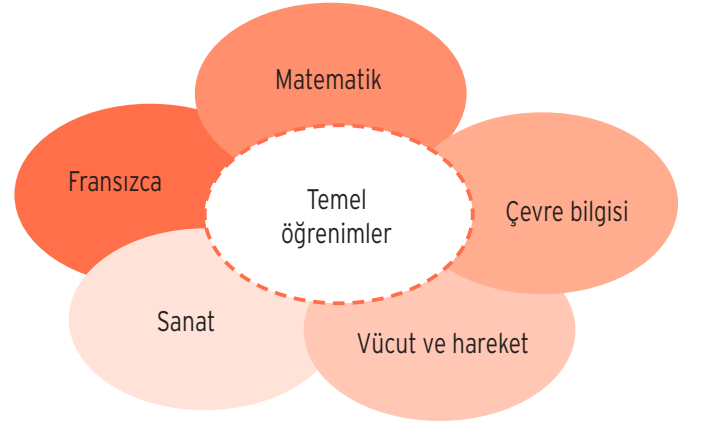 Matematik
Fransızca
Temel
öğrenimler
Çevre bilgisi
Sanat
Vücut ve hareket